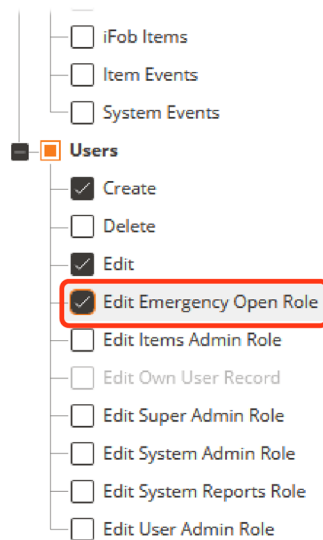 iFob Items
Item Events
System Events
Users
Create
Delete
Edit
Edit Emergency Open Role
Edit Items Admin Role
Edit Own User Record
Edit Super Admin Role
Edit System Admin Role
Edit System Reports Role
Edit User Admin Role